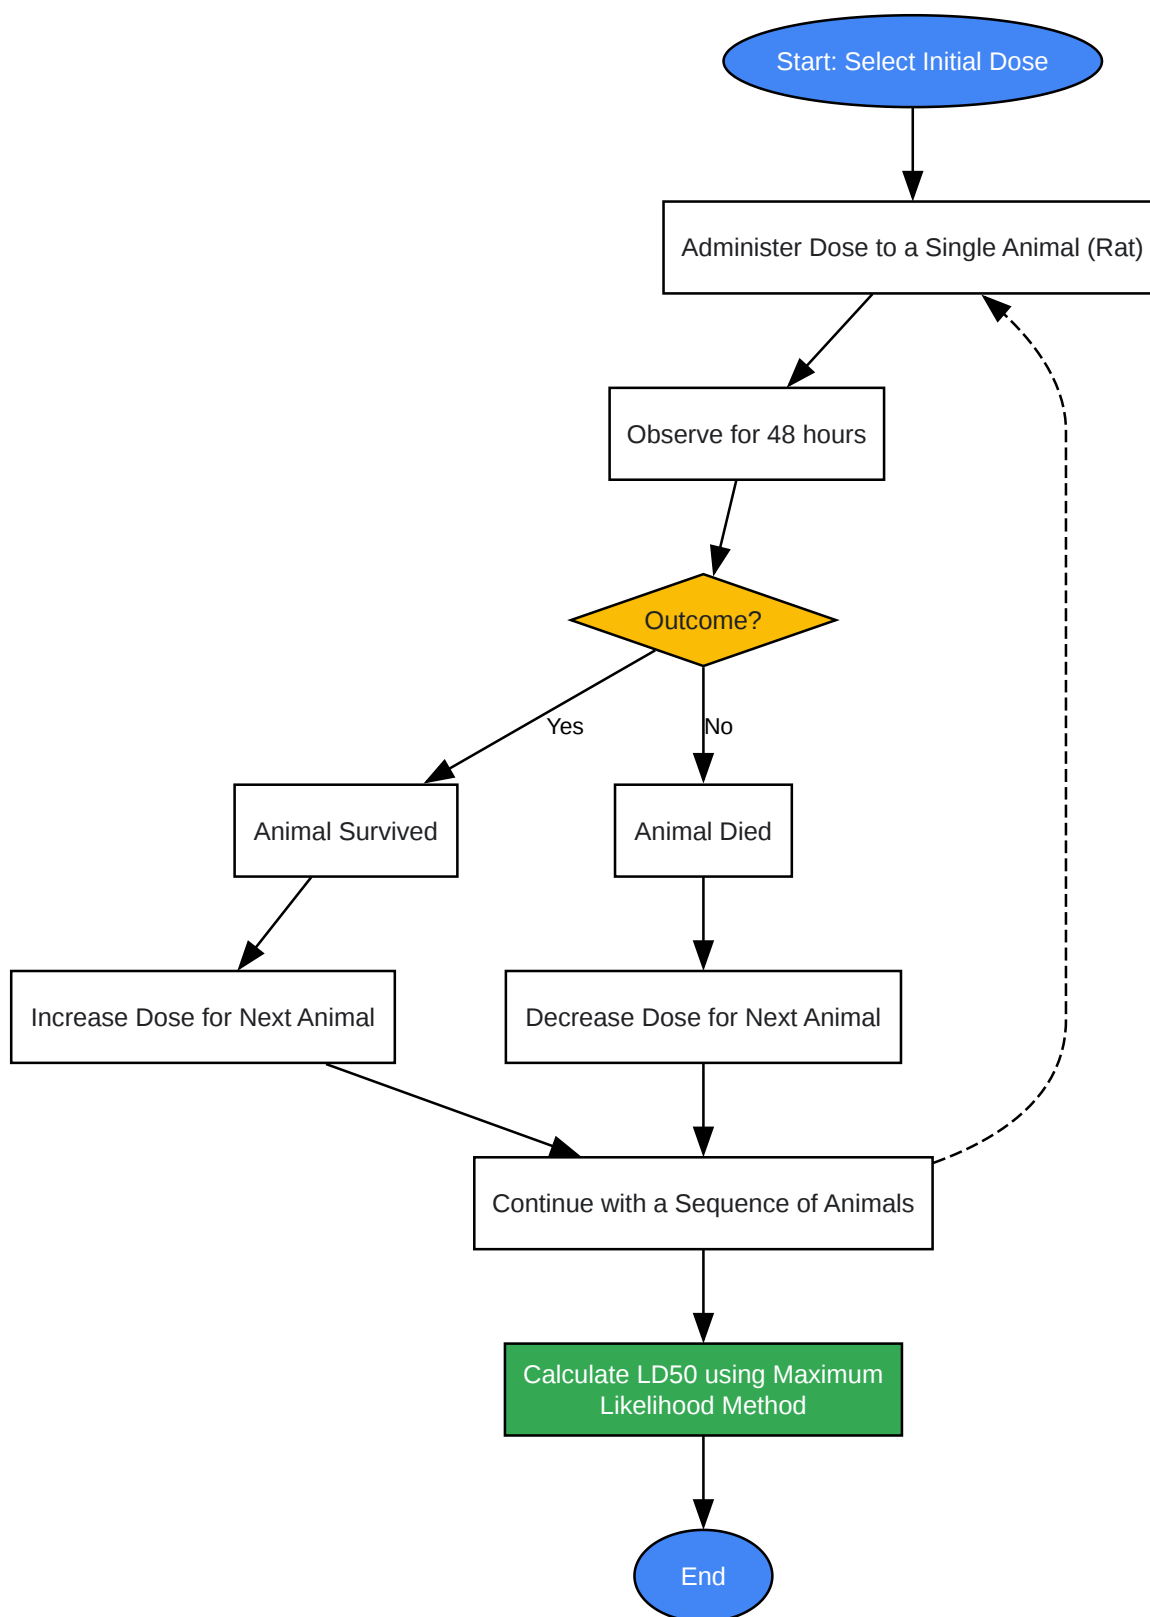 Start: Select Initial Dose
Administer Dose to a Single Animal (Rat)
Observe for 48 hours
Outcome?
Yes
No
Animal Survived
Animal Died
Increase Dose for Next Animal
Decrease Dose for Next Animal
Continue with a Sequence of Animals
Calculate LD50 using Maximum
Likelihood Method
End